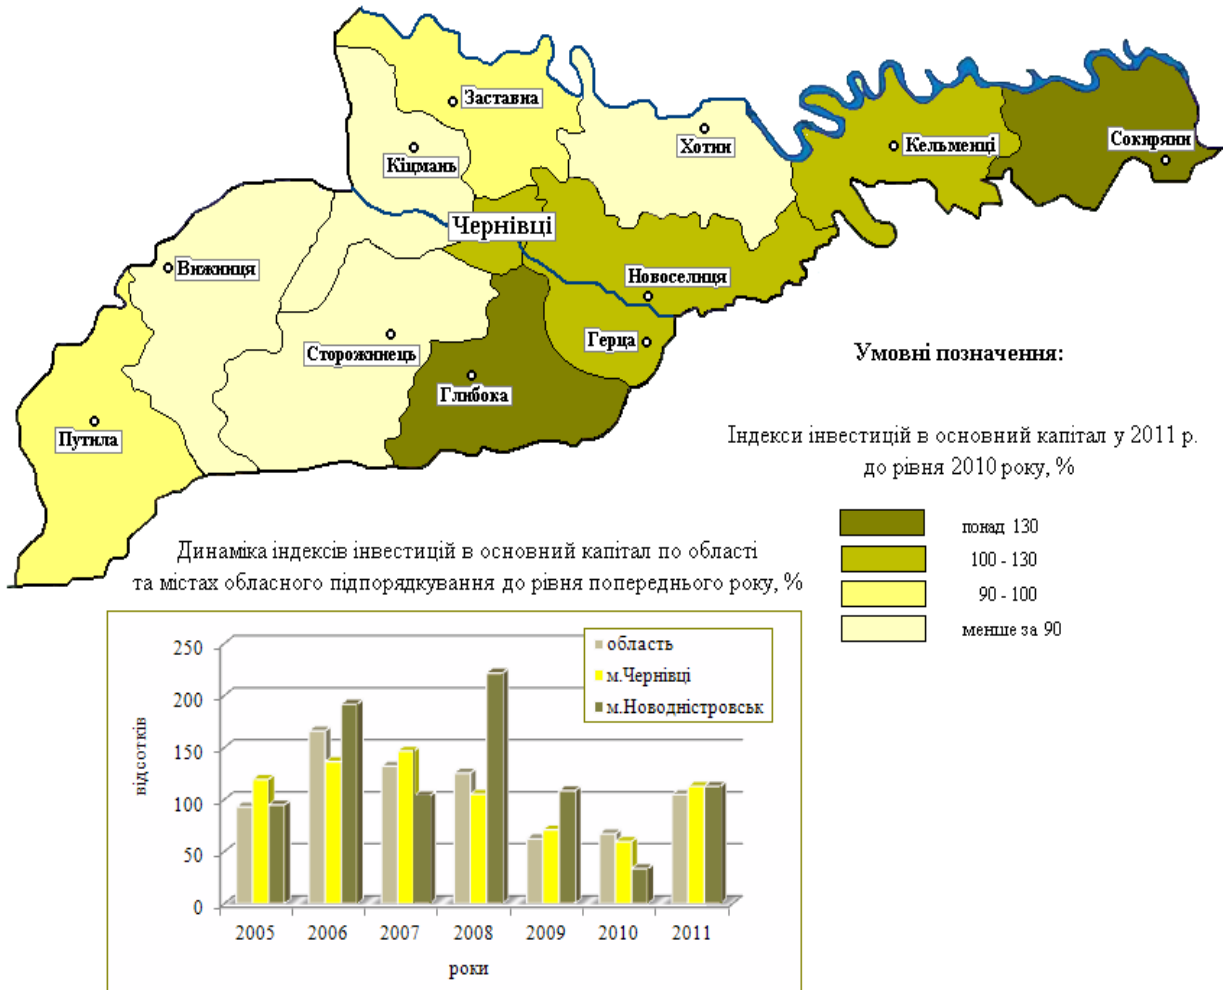 Заставна
Хотин
Сокиряни
Кельменці
Кіцмань
Чернівці
Вижниця
Новоселиця
Герца
Сторожинець
Глибока
Путила
Умовні позначення:
Індекси інвестицій в основний капітал у 2011 р.
до рівня 2010 року, %
понад 130
100 - 130
90 - 100
менше за 90
Динаміка індексів інвестицій в основний капітал по області
та містах обласного підпорядкування до рівня попереднього року, %
область
м.Чернівці
м.Новодністровськ
відсотків
250
200
150
100
50
0
2005 2006 2007 2008 2009 2010 2011
роки